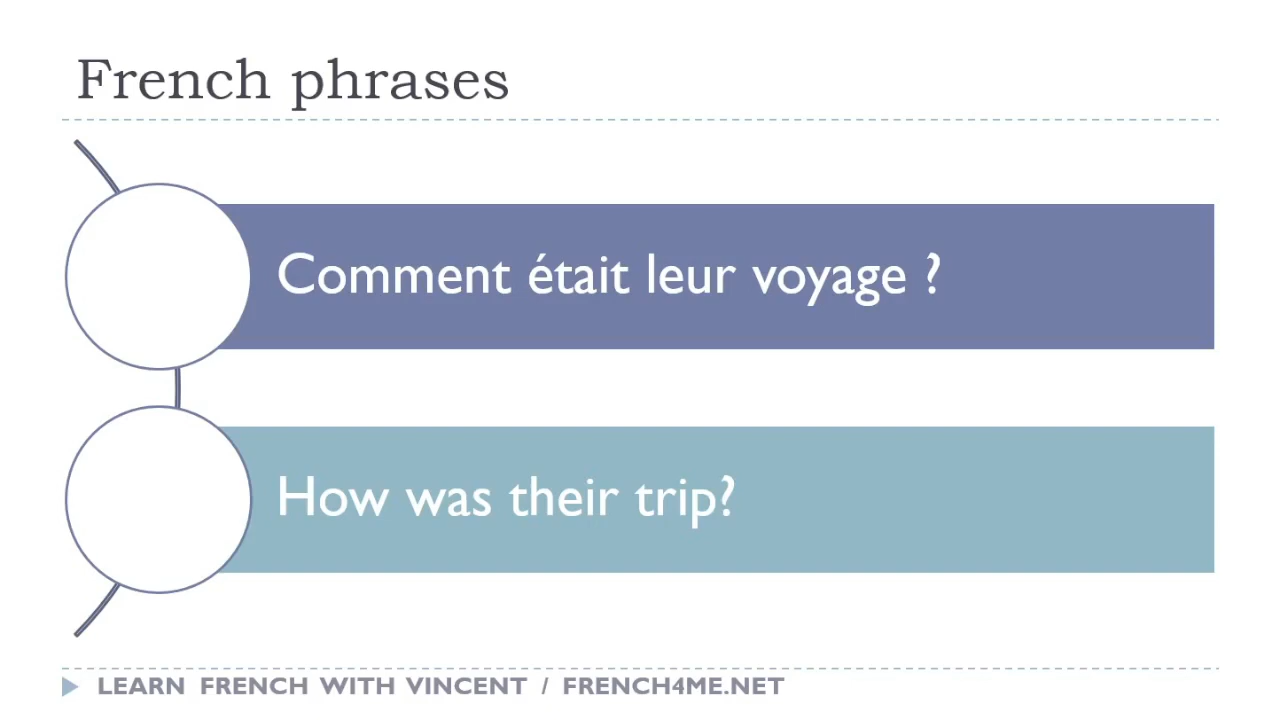 French phrases
Comment était leur voyage ?
How was their trip?
LEARN FRENCH WITH VINCENT / FRENCH4ME.NET